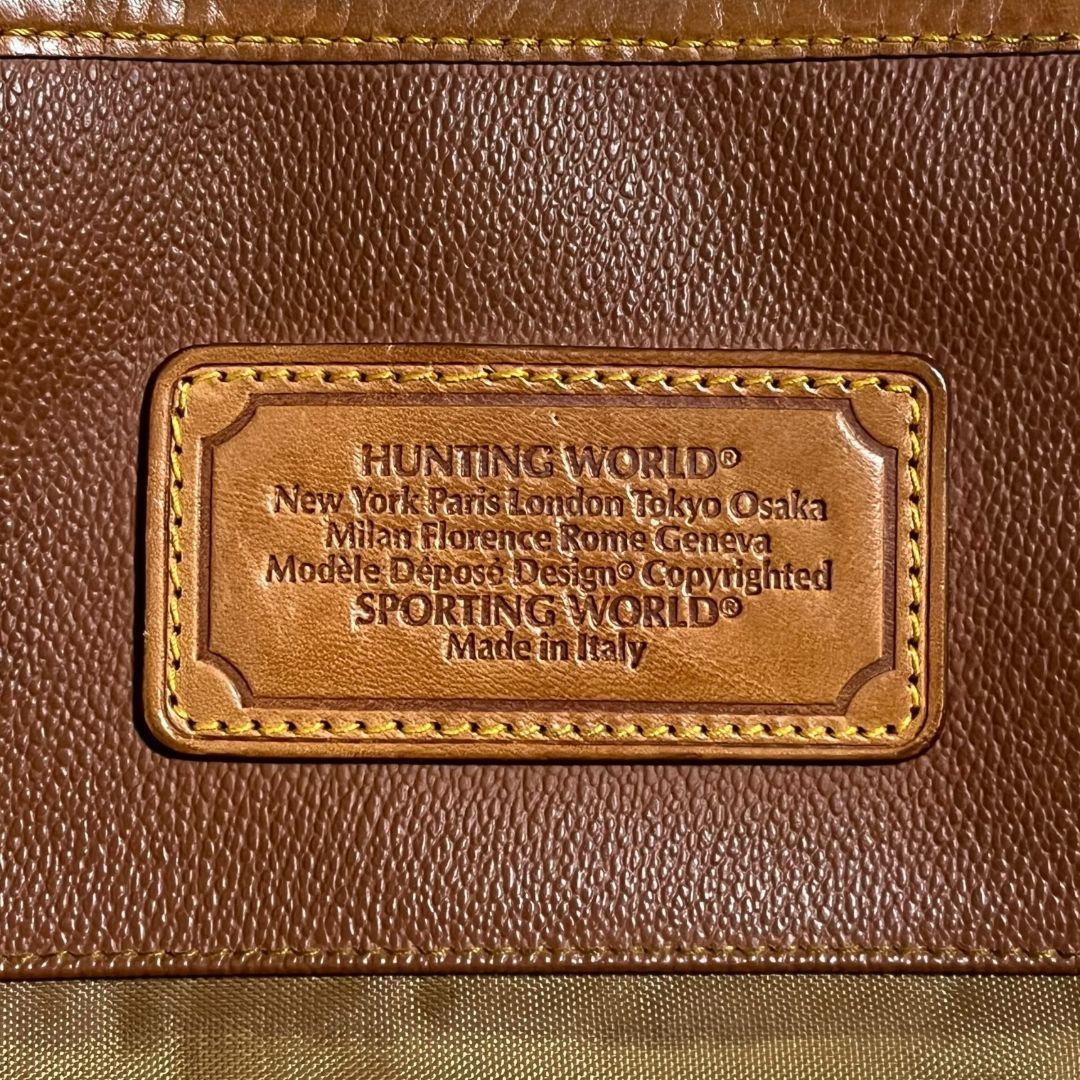 HUNTING WORLD®
New York Paris London Tokyo Osaka
Milan Florence Rome Geneva
Modèle Déposé Design© Copyrighted
SPORTING WORLD®
Made in Italy